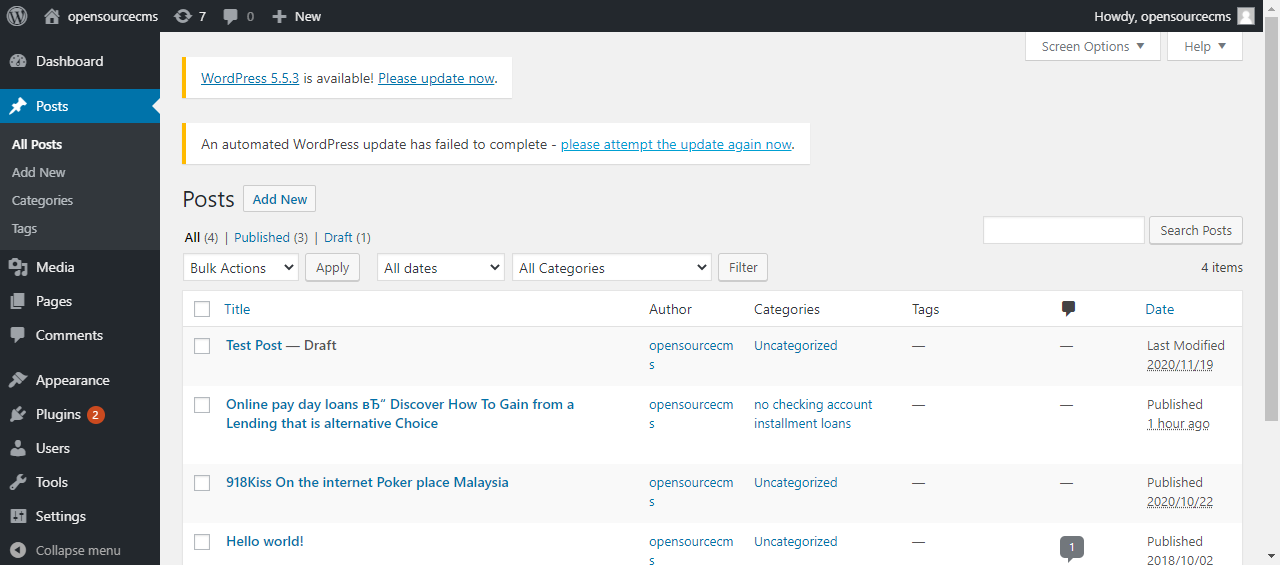 opensourcecms 7 0 New Howdy, opensourcecms
Screen Options Help
Dashboard
Posts
All Posts
Add New
Categories
Tags
Media
Pages
Comments
Appearance
Plugins 2
Users
Tools
Settings
Collapse menu
WordPress 5.5.3 is available! Please update now.
An automated WordPress update has failed to complete - please attempt the update again now.
Posts Add New
All (4) | Published (3) | Draft (1)
Search Posts
Bulk Actions Apply All dates All Categories Filter 4 items
Title Author Categories Tags Date
Test Post — Draft opensourcecm Uncategorized — — Last Modified
s 2020/11/19
Online pay day loans вЂ“ Discover How To Gain from a opensourcecm no checking account — — Published
Lending that is alternative Choice s installment loans 1 hour ago
918Kiss On the internet Poker place Malaysia opensourcecm Uncategorized — — Published
s 2020/10/22
Hello world! opensourcecm Uncategorized — 1 Published
s 2018/10/02